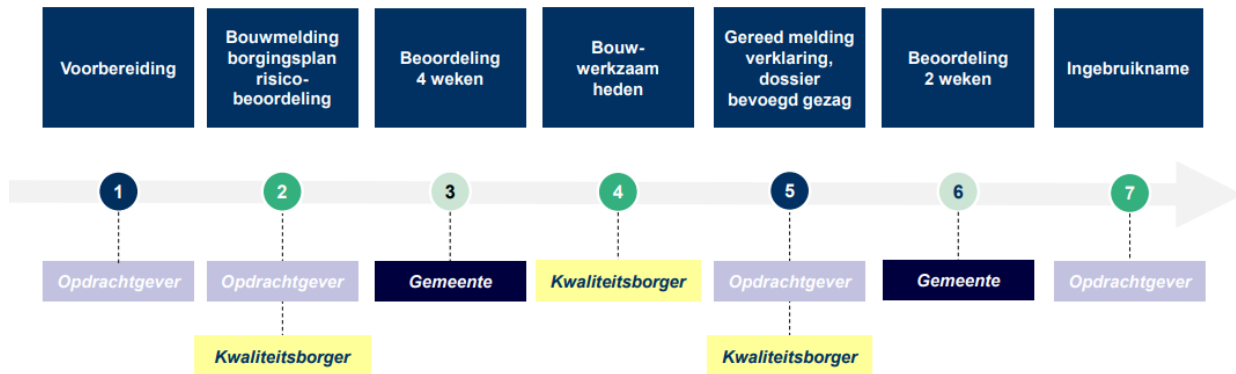 Voorbereiding
Bouwmelding
borgingsplan
risico-
beoordeling
Beoordeling
4 weken
Bouw-
werkzaam
heden
Gereed melding
verklaring,
dossier
bevoegd gezag
Beoordeling
2 weken
Ingebruikname
1
2
3
4
5
6
7
Opdrachtgever
Opdrachtgever
Gemeente
Kwaliteitsborger
Opdrachtgever
Gemeente
Opdrachtgever
Kwaliteitsborger
Kwaliteitsborger